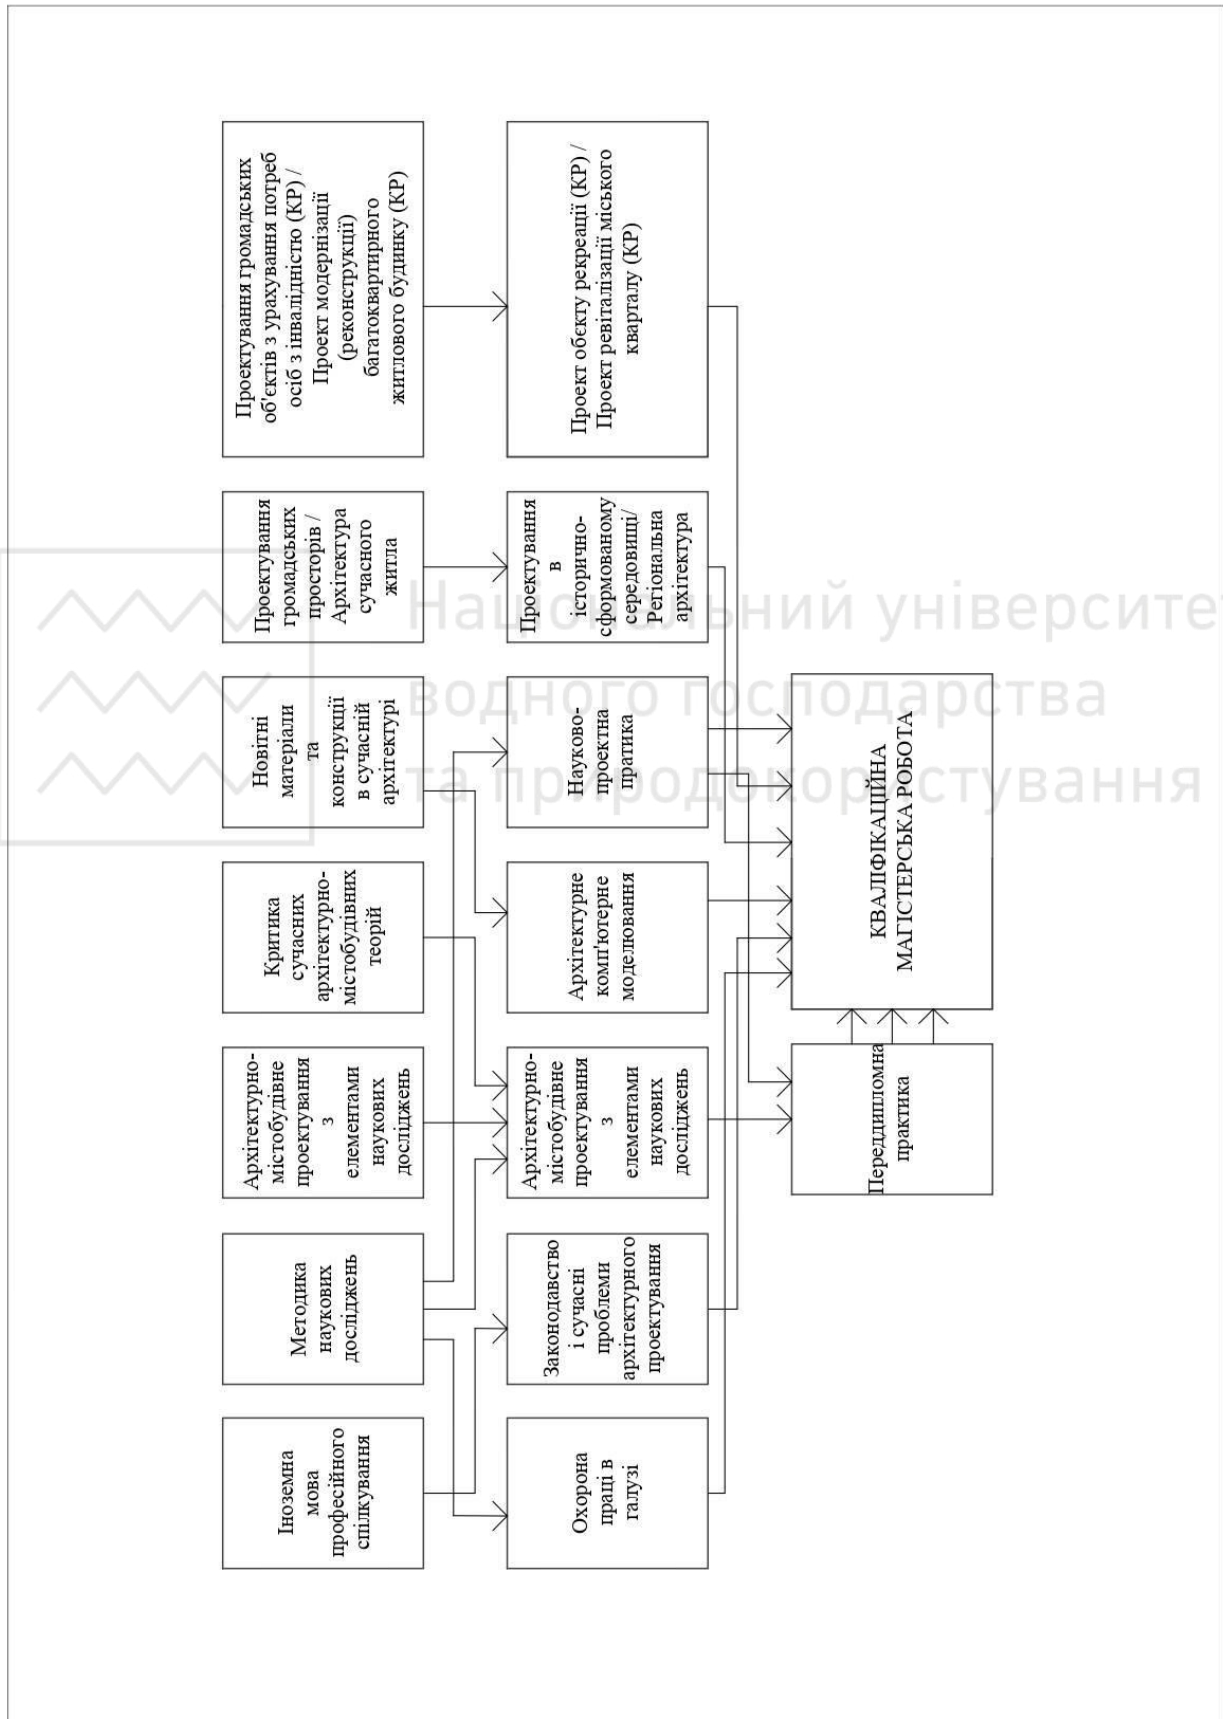 Іноземна
мова
професійного
спілкування
Методика
наукових
досліджень
Архітектурно-
містобудівне
проектування
з
елементами
наукових
досліджень
Критика
сучасних
архітектурно-
містобудівних
теорій
Новітні
матеріали
та
конструкції
в сучасній
архітектурі
Проектування
громадських
просторів /
Архітектура
сучасного
житла
Проектування громадських
об'єктів з урахування потреб
осіб з інвалідністю (КР) /
Проект модернізації
(реконструкції)
багатоквартирного
житлового будинку (КР)
Охорона
праці в
галузі
Законодавство
і сучасні
проблеми
архітектурного
проектування
Архітектурно-
містобудівне
проектування
з
елементами
наукових
досліджень
Архітектурне
комп'ютерне
моделювання
Науково-
проектна
пратика
Проектування
в
історично-
сформованому
середовищі/
Регіональна
архітектура
Проект обєкту рекреації (КР) /
Проект ревіталізації міського
кварталу (КР)
Переддипломна
практика
КВАЛІФІКАЦІЙНА
МАГІСТЕРСЬКА РОБОТА
Національний університе
водного господарства
та природокористування